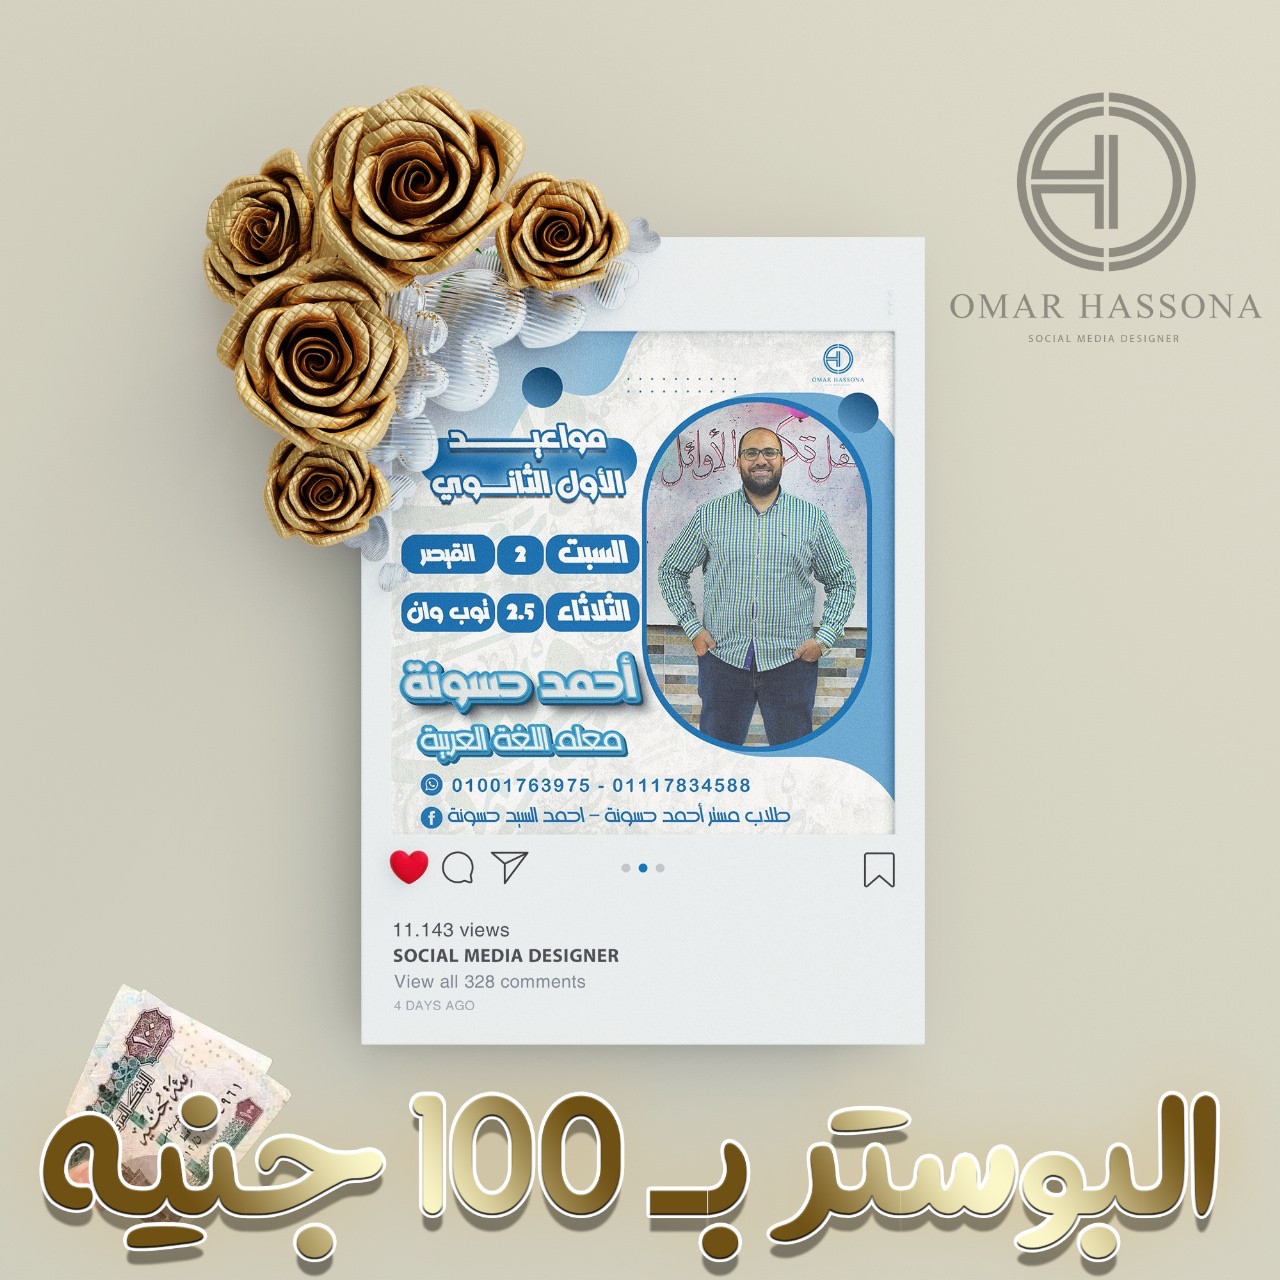 OMAR HASSONA
SOCIAL MEDIA DESIGNER
OMAR HASSONA
مواعيـــد
الأول الثانـــوي
السبت 2 القيصر
الثلاثاء 2.5 توب وان
أحمد حسونة
معلم اللغة العربية
01001763975 - 01117834588
طلاب مستر أحمد حسونة – احمد السيد حسونة
11.143 views
SOCIAL MEDIA DESIGNER
View all 328 comments
4 DAYS AGO
البوستر بـ 100 جنيه